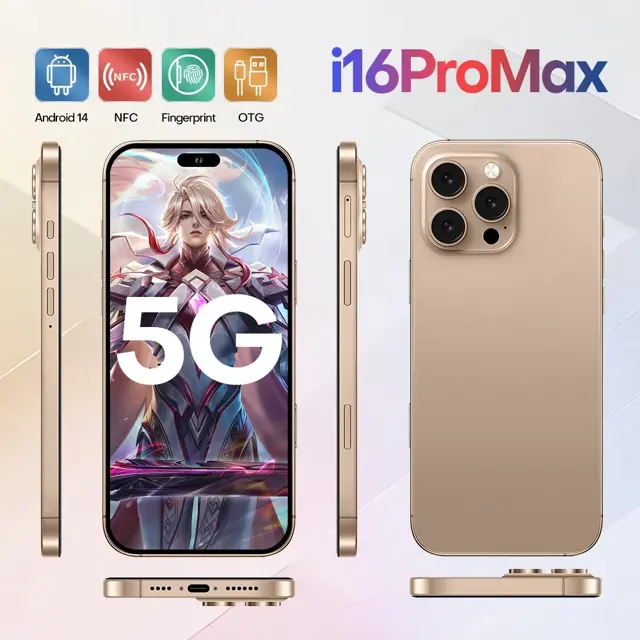 i16ProMax
NFC
Android 14
NFC
Fingerprint
OTG
5G